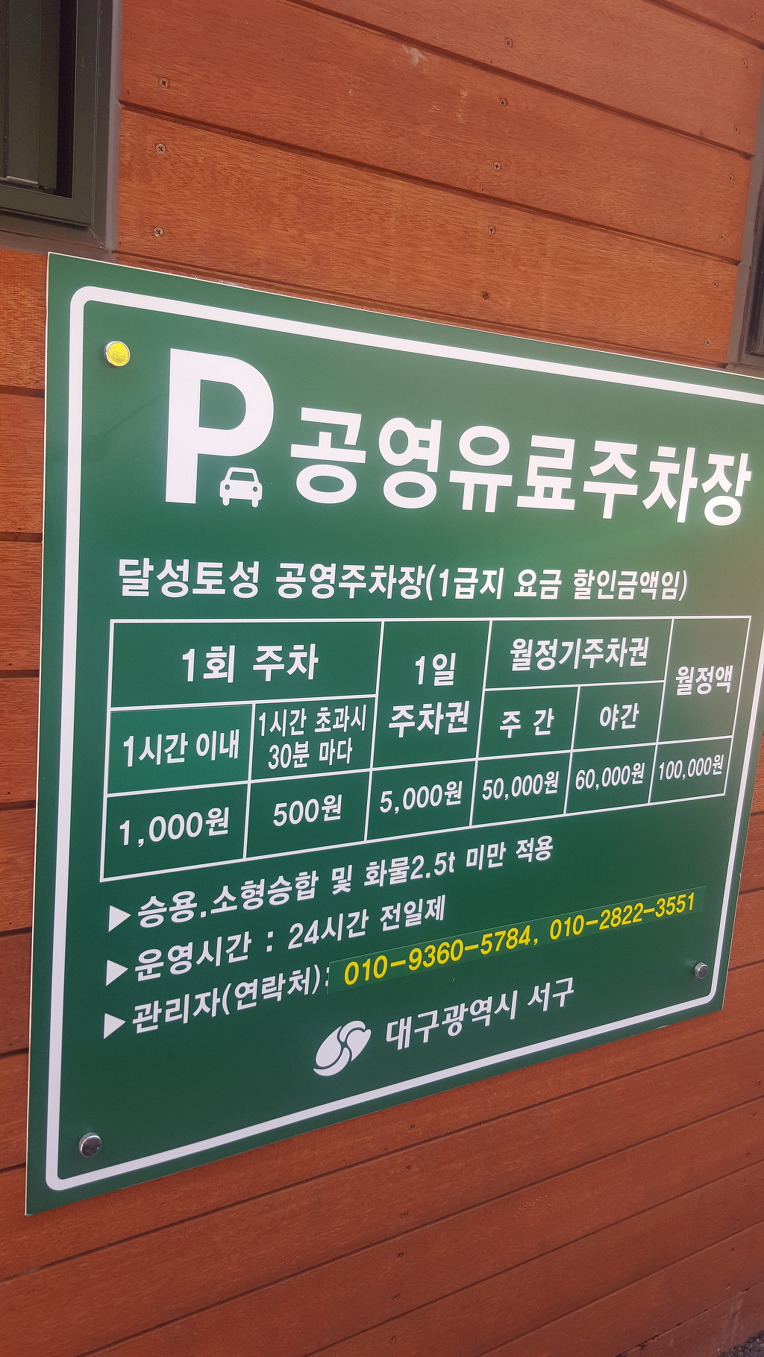 P 공영유료주차장
달성토성 공영주차장(1급지 요금 할인금액임)
1회 주차 1일 주차권 월정기주차권 월정액
1시간 이내 1시간 초과시 30분 마다 주 간 야간
1,000원 500원 5,000원 50,000원 60,000원 100,000원
▶승용.소형승합 및 화물2.5t 미만 적용
▶운영시간 : 24시간 전일제
▶관리자(연락처): 010-9360-5784, 010-2822-3551
대구광역시 서구